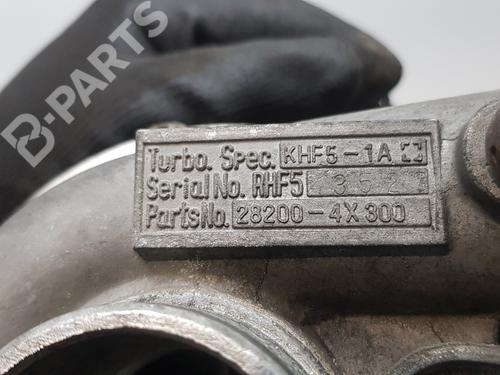 B-PARTS
Turbo. Spec. KHF5-1A
Serial No. RHF5
Parts No. 28200-4X300